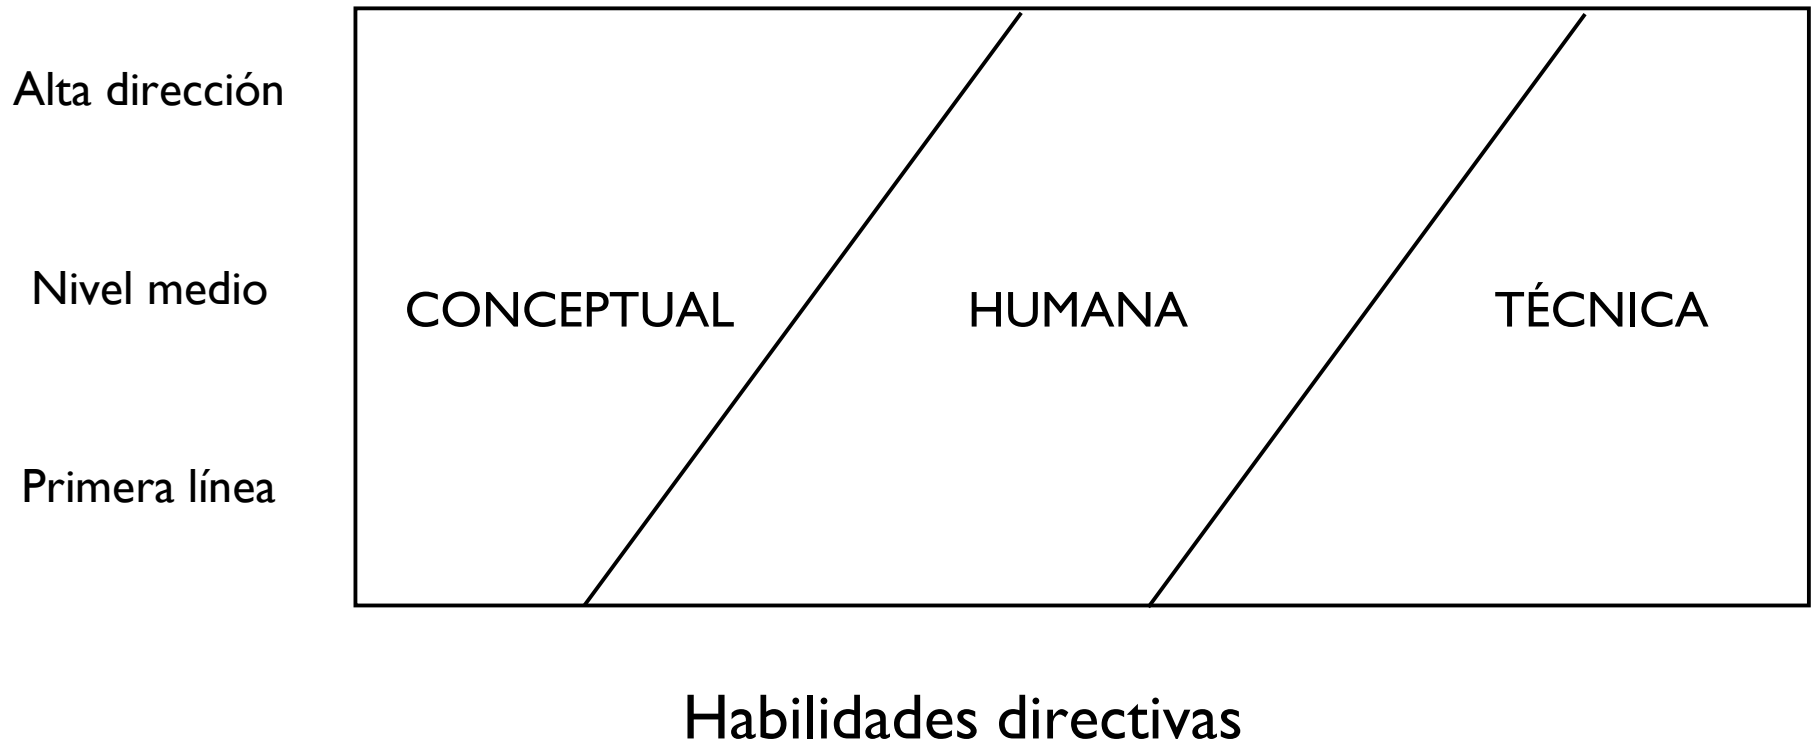 Alta dirección
Nivel medio
CONCEPTUAL
HUMANA
TÉCNICA
Primera línea
Habilidades directivas